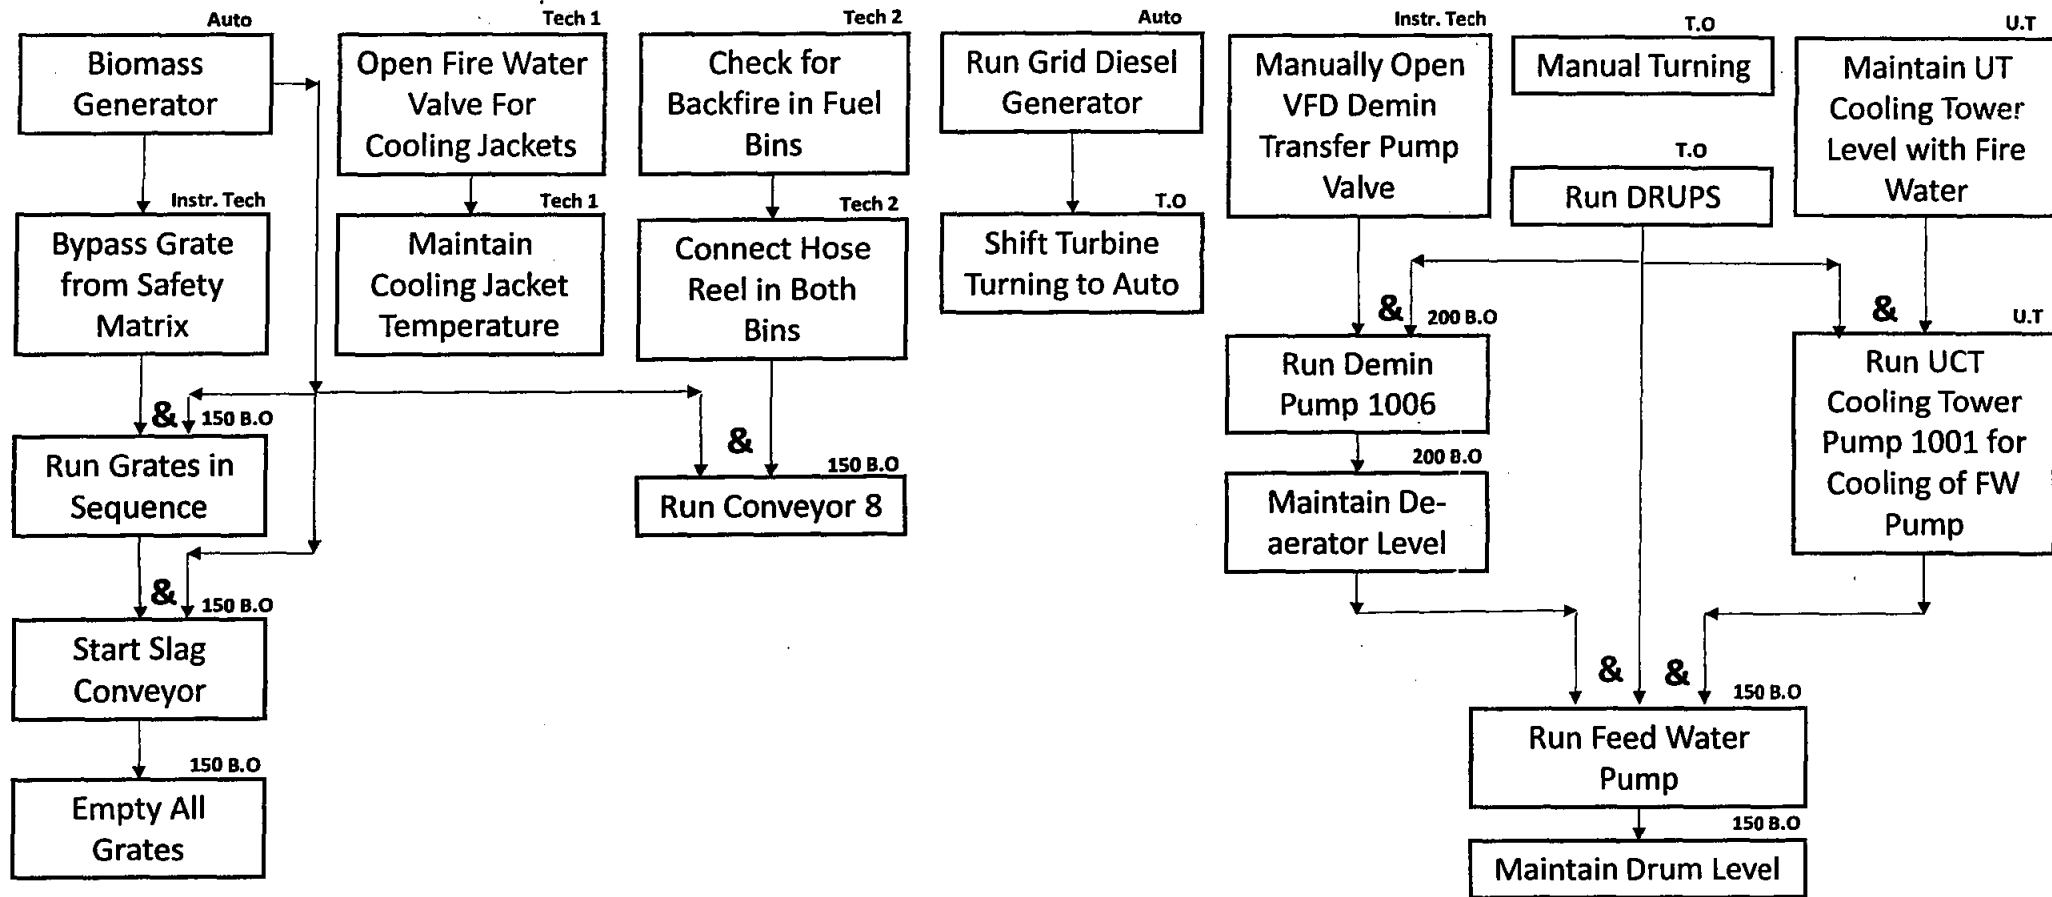 Auto
Biomass
Generator
Instr. Tech
Bypass Grate
from Safety
Matrix
&
150 B.O
Run Grates in
Sequence
&
150 B.O
Start Slag
Conveyor
150 B.O
Empty All
Grates
Tech 1
Open Fire Water
Valve For
Cooling Jackets
Tech 1
Maintain
Cooling Jacket
Temperature
Tech 2
Check for
Backfire in Fuel
Bins
Tech 2
Connect Hose
Reel in Both
Bins
&
150 B.O
Run Conveyor 8
Auto
Run Grid Diesel
Generator
T.O
Shift Turbine
Turning to Auto
Instr. Tech
Manually Open
VFD Demin
Transfer Pump
Valve
&
200 B.O
Run Demin
Pump 1006
200 B.O
Maintain De-
aerator Level
T.O
Manual Turning
T.O
Run DRUPS
U.T
Maintain UT
Cooling Tower
Level with Fire
Water
&
U.T
Run UCT
Cooling Tower
Pump 1001 for
Cooling of FW
Pump
& &
150 B.O
Run Feed Water
Pump
150 B.O
Maintain Drum Level